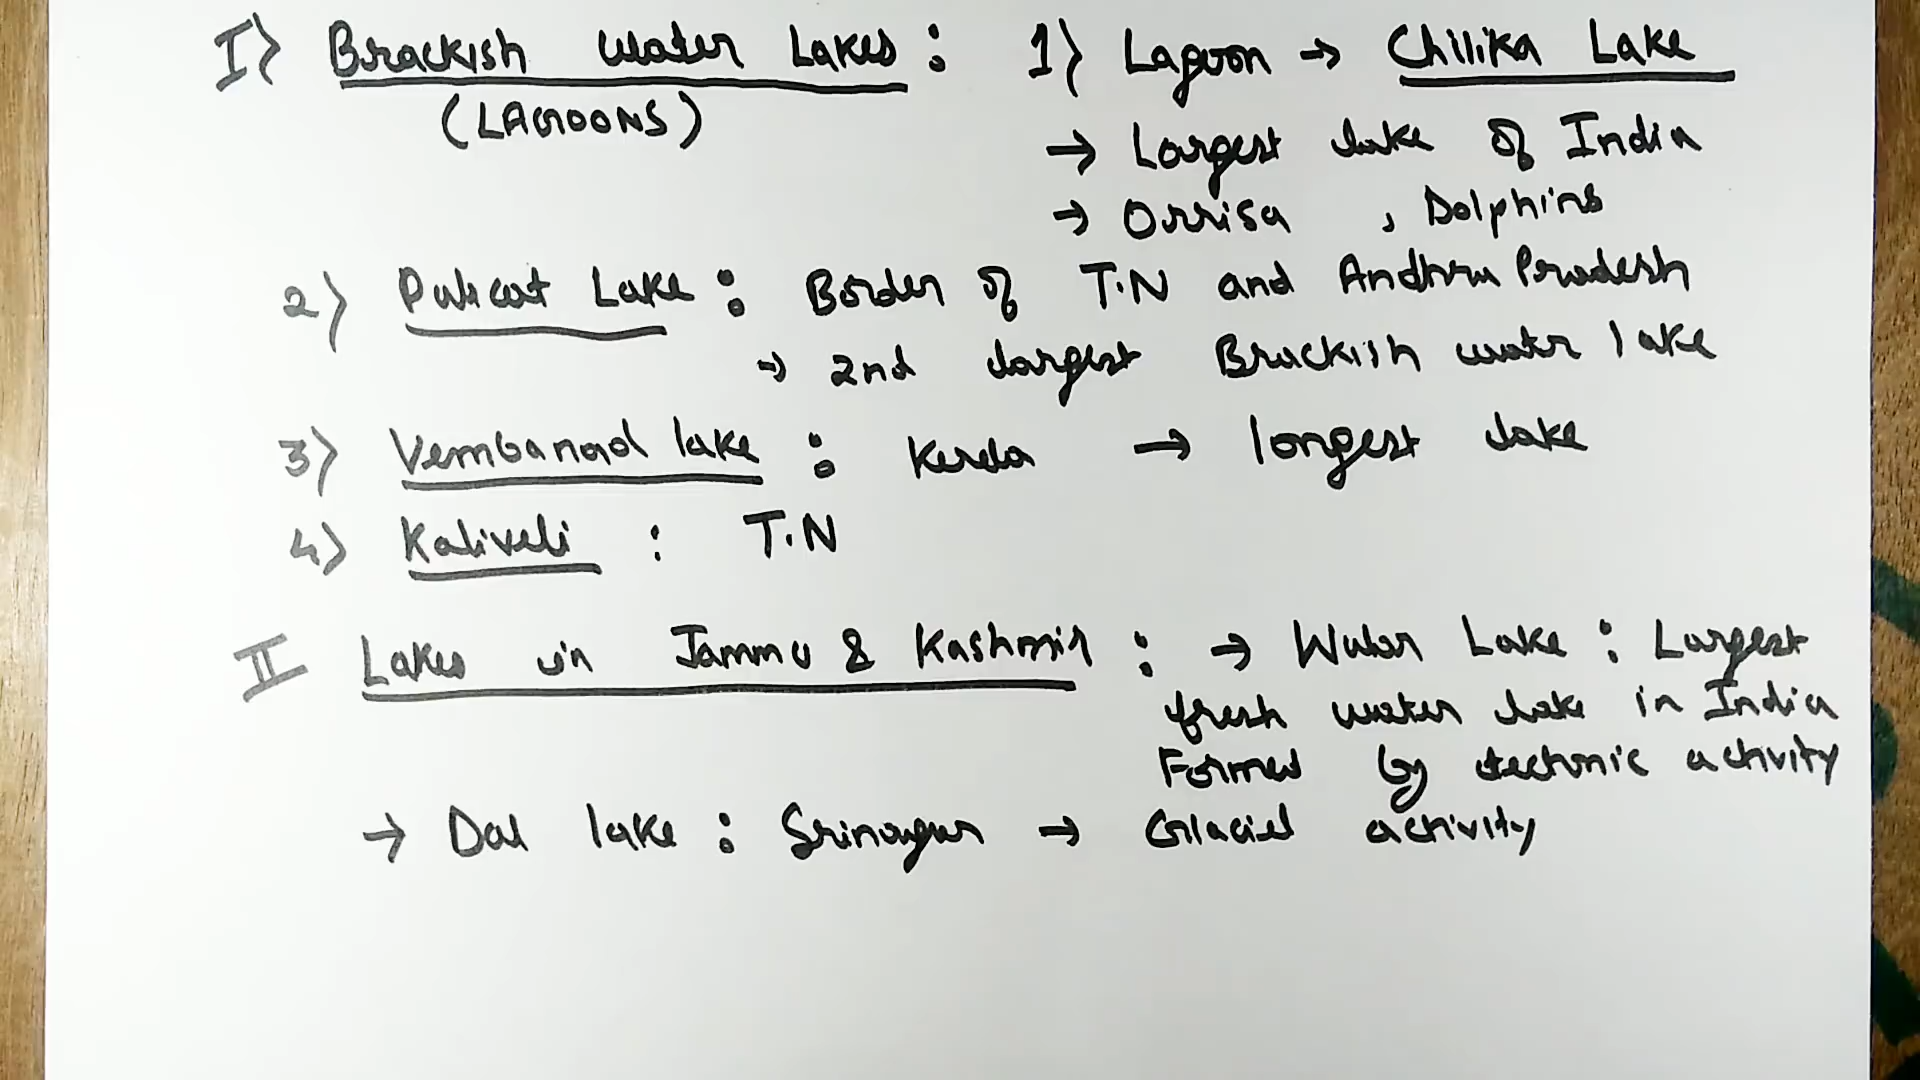 I) Brackish water Lakes : 1) Lagoon → Chilika Lake
(LAGOONS)
→ Largest lake of India
→ Orrisa , Dolphins
2) Pulicat Lake : Border of T.N and Andhra Pradesh
→ 2nd largest Brackish water lake
3) Vembanad lake : Kerela → longest lake
4) Kaliveli : T.N
II Lakes in Jammu & Kashmir : → Wular Lake : Largest
fresh water lake in India
Formed by tectonic activity
→ Dal lake : Srinagar → Glacial activity